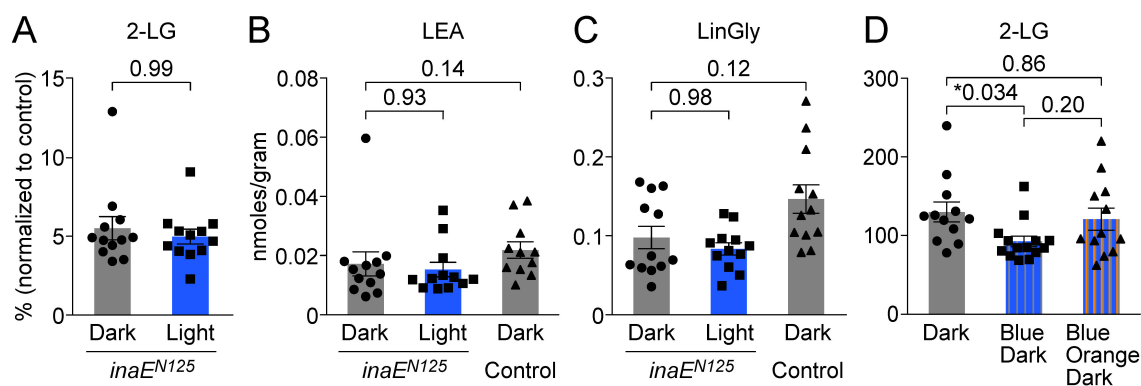 A
2-LG
% (normalized to control)
15
10
5
0
0.99
Dark
Light
inaE^N125
B
LEA
nmoles/gram
0.08
0.06
0.04
0.02
0
0.14
0.93
Dark
Light
Dark
inaE^N125
Control
C
LinGly
0.3
0.2
0.1
0
0.12
0.98
Dark
Light
Dark
inaE^N125
Control
D
2-LG
300
200
100
0
0.86
*0.034
0.20
Dark
Blue
Dark
Blue
Orange
Dark